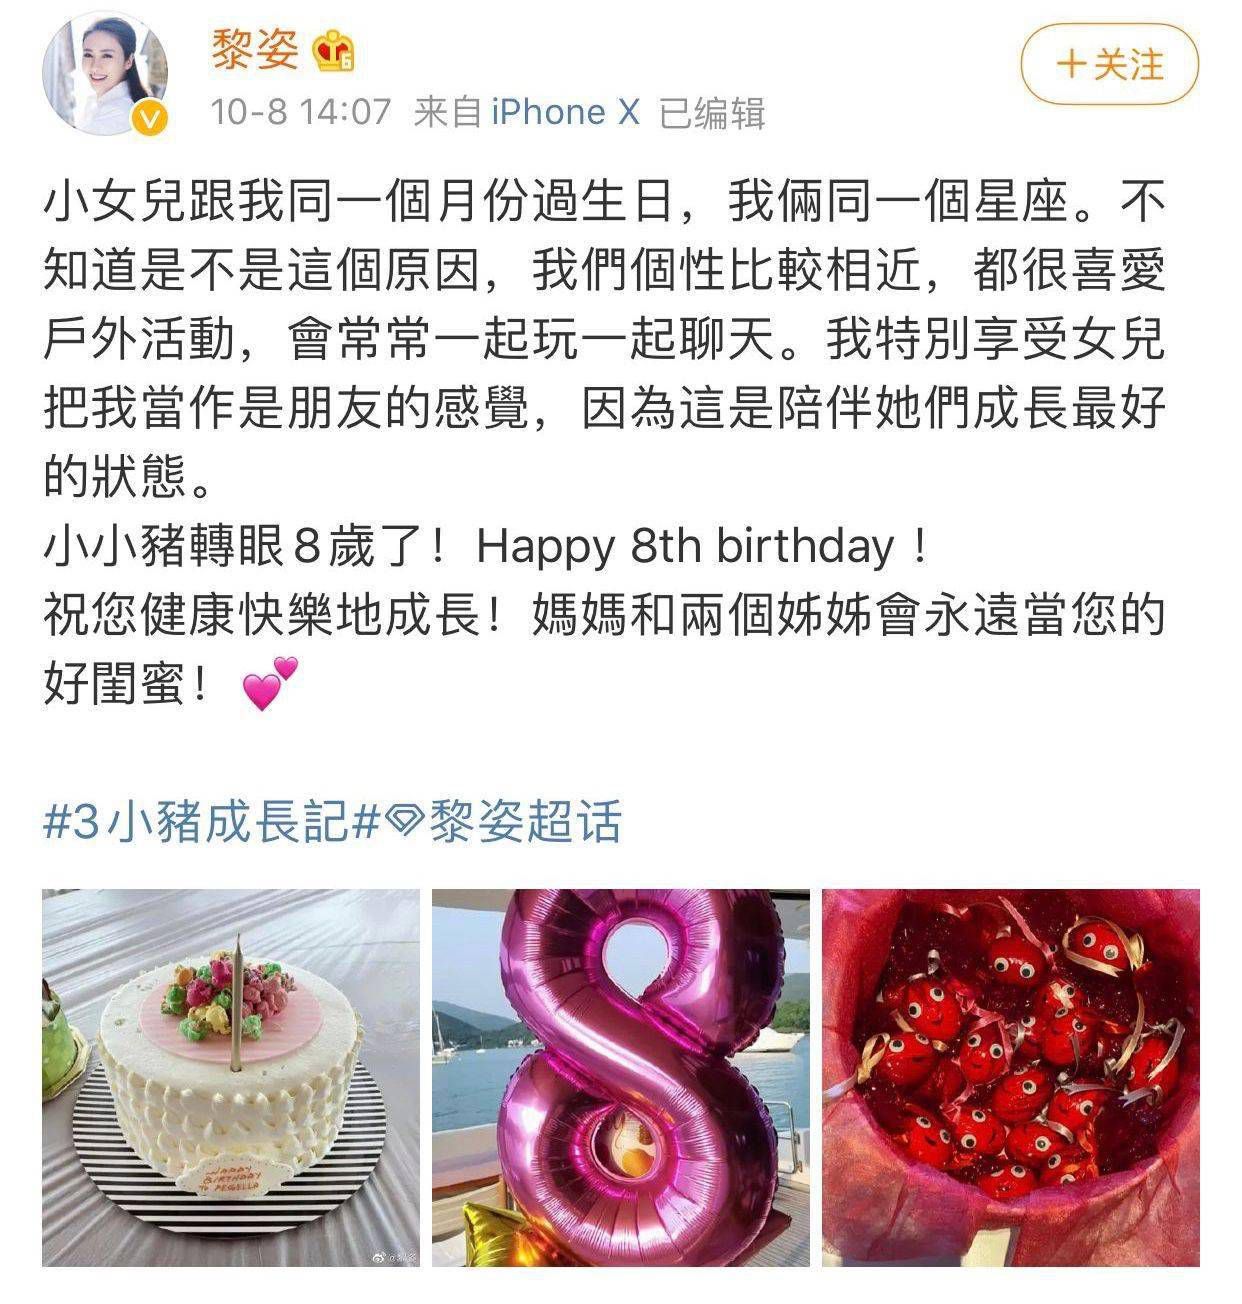 黎姿
10-8 14:07 来自 iPhone X 已编辑
+关注
小女兒跟我同一個月份過生日，我倆同一個星座。不
知道是不是這個原因，我們個性比較相近，都很喜愛
戶外活動，會常常一起玩一起聊天。我特別享受女兒
把我當作是朋友的感覺，因為這是陪伴她們成長最好
的狀態。
小小豬轉眼8歲了！Happy 8th birthday！
祝您健康快樂地成長！媽媽和兩個姊姊會永遠當您的
好閨蜜！
#3小豬成長記#黎姿超话
HAPPY
BIRTHDAY
TO PEGGELLA
8